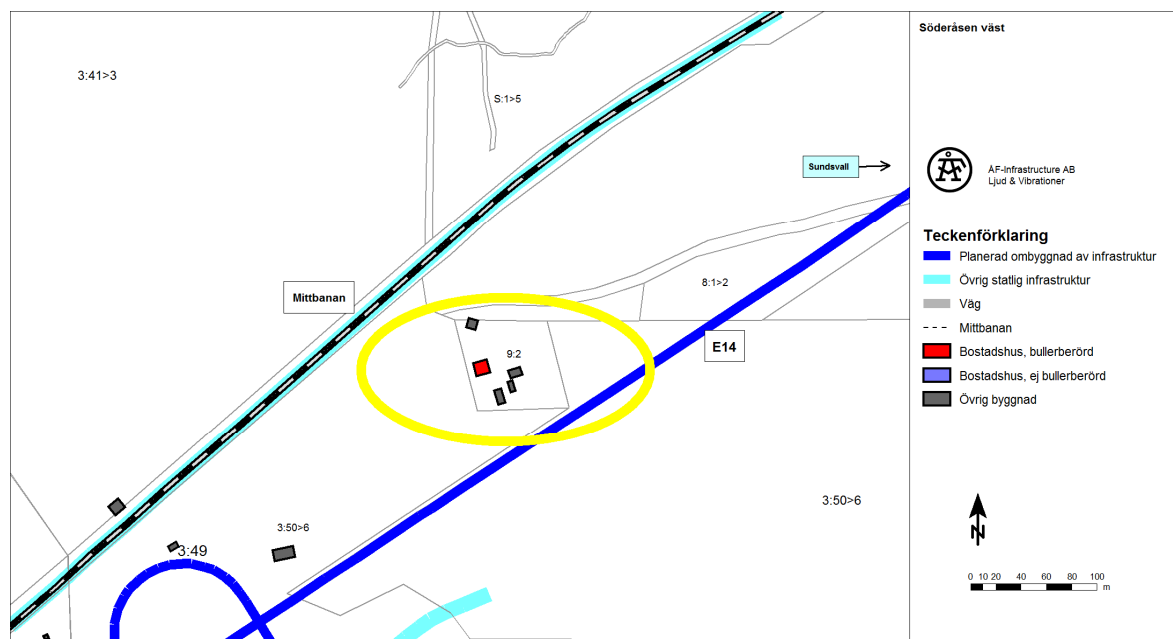 3:41>3
S:1>5
Sundsvall
Mittbanan
8:1>2
E14
9:2
3:50>6
3:50>6
3:49
Söderåsen väst
ÅF
ÅF-Infrastructure AB
Ljud & Vibrationer
Teckenförklaring
Planerad ombyggnad av infrastruktur
Övrig statlig infrastruktur
Väg
Mittbanan
Bostadshus, bullerberörd
Bostadshus, ej bullerberörd
Övrig byggnad
N
0 10 20 40 60 80 100
m